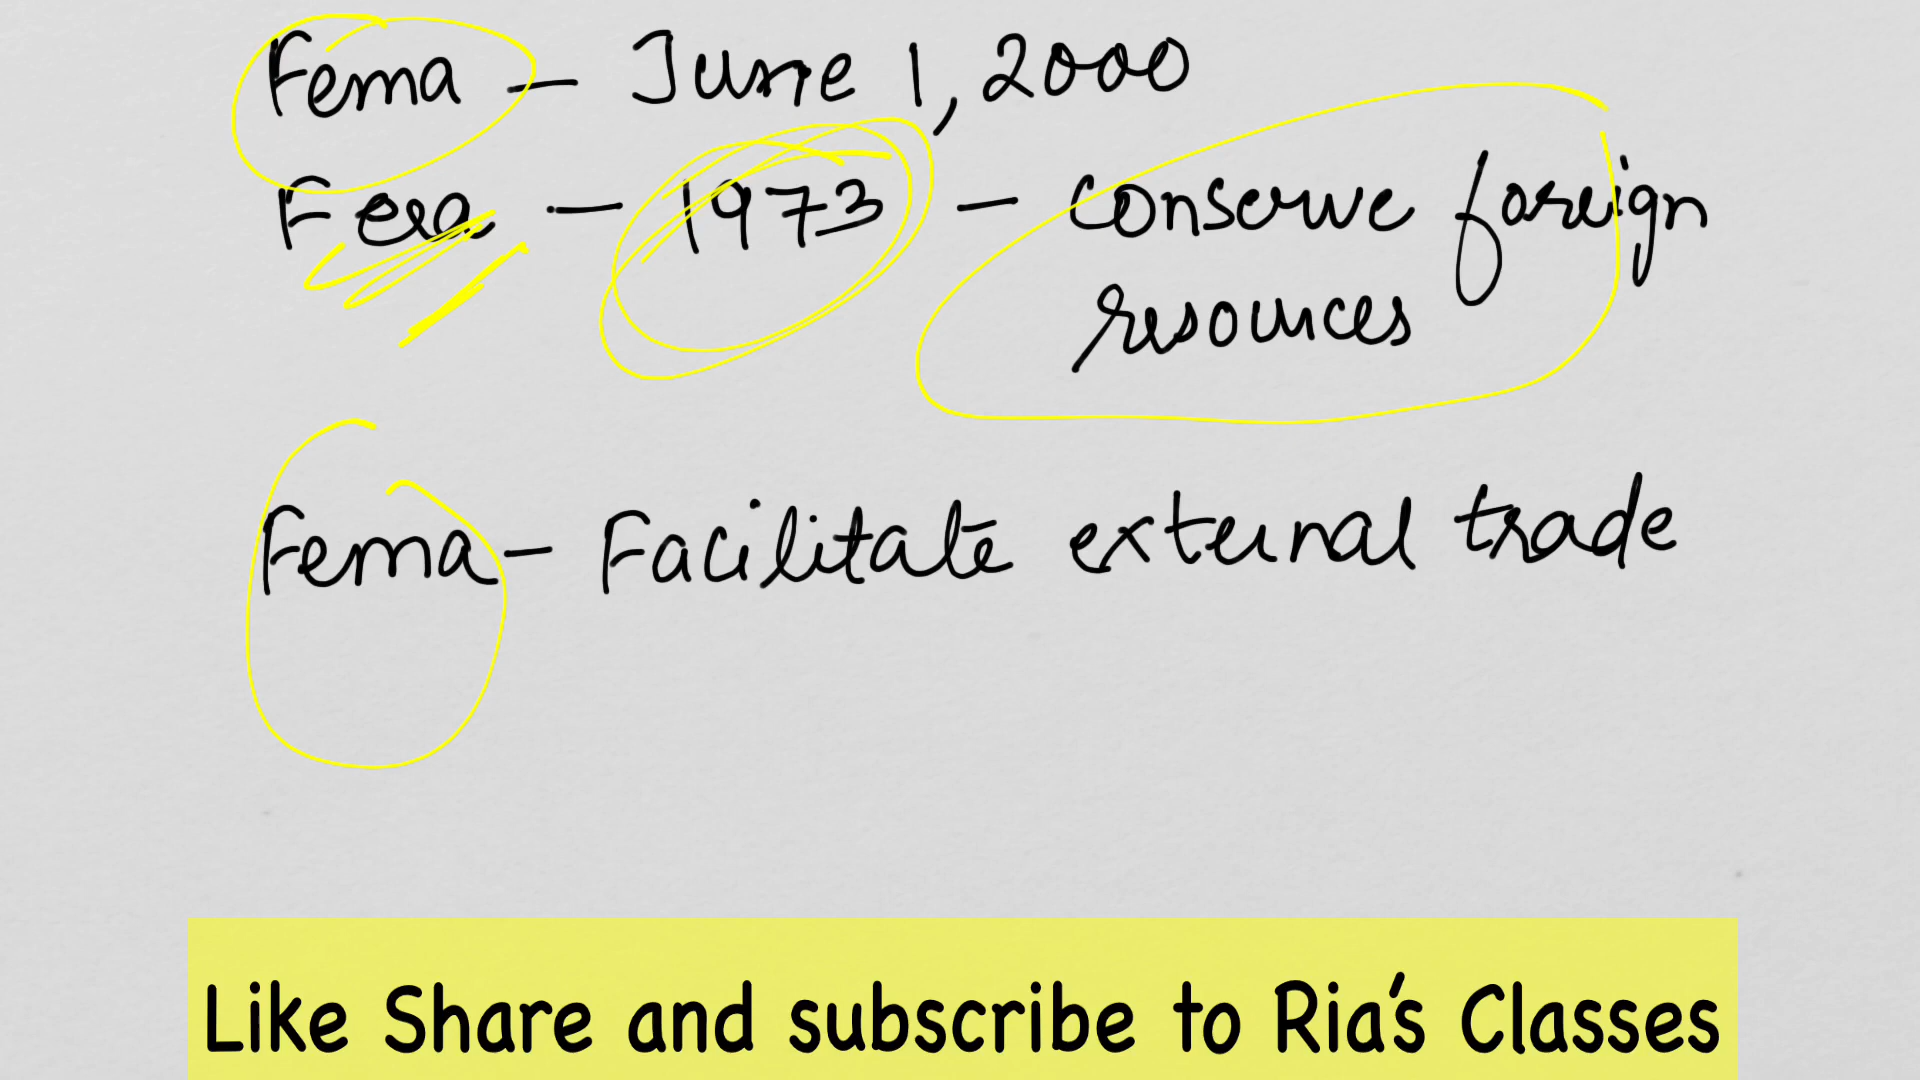 Fema - June 1, 2000
Fera - 1973 - conserve foreign
resources
Fema - Facilitate external trade
Like Share and subscribe to Ria's Classes